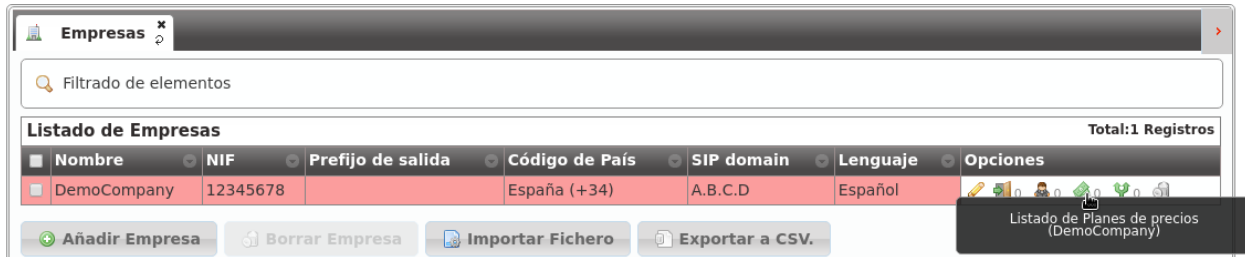 Empresas
Filtrado de elementos
Listado de Empresas Total:1 Registros
Nombre NIF Prefijo de salida Código de País SIP domain Lenguaje Opciones
DemoCompany 12345678 España (+34) A.B.C.D Español 0 0 0 0
Listado de Planes de precios
(DemoCompany)
Añadir Empresa Borrar Empresa Importar Fichero Exportar a CSV.